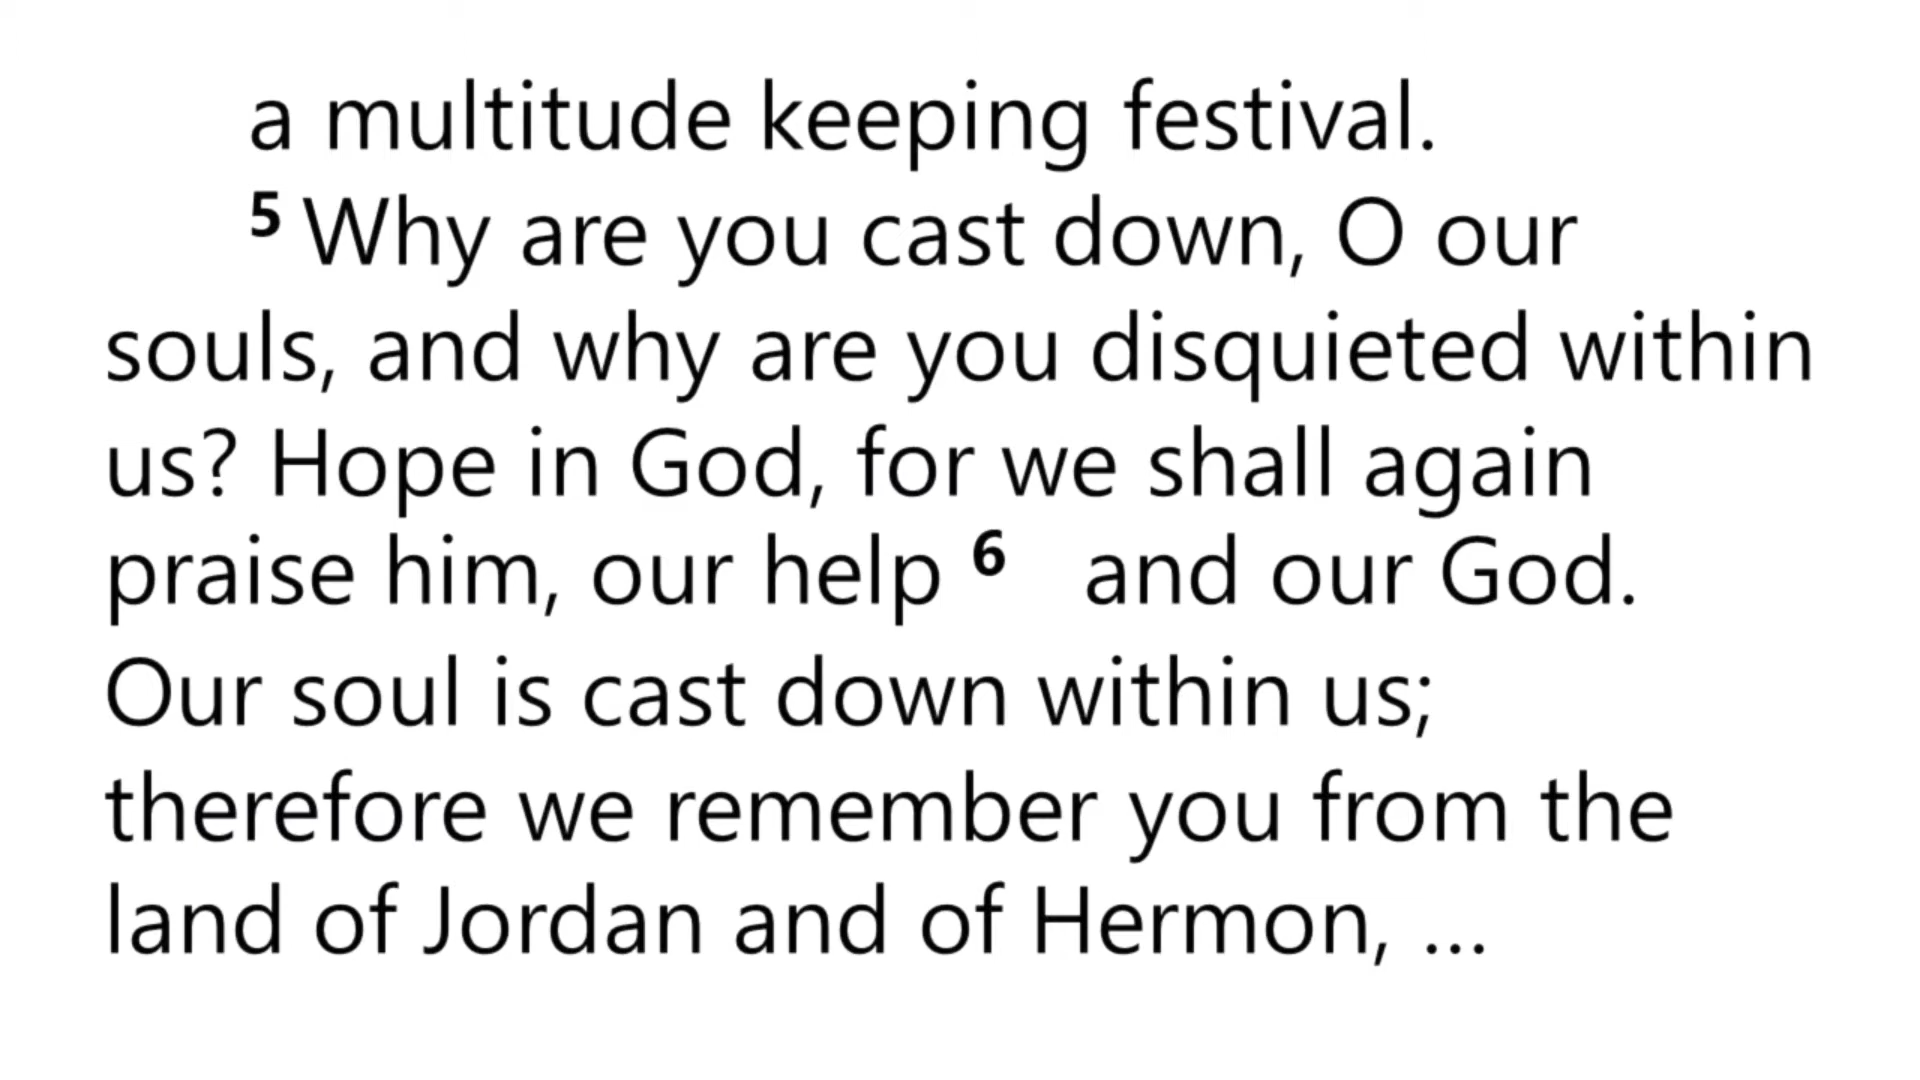 a multitude keeping festival.
5 Why are you cast down, O our
souls, and why are you disquieted within
us? Hope in God, for we shall again
praise him, our help 6 and our God.
Our soul is cast down within us;
therefore we remember you from the
land of Jordan and of Hermon, ...